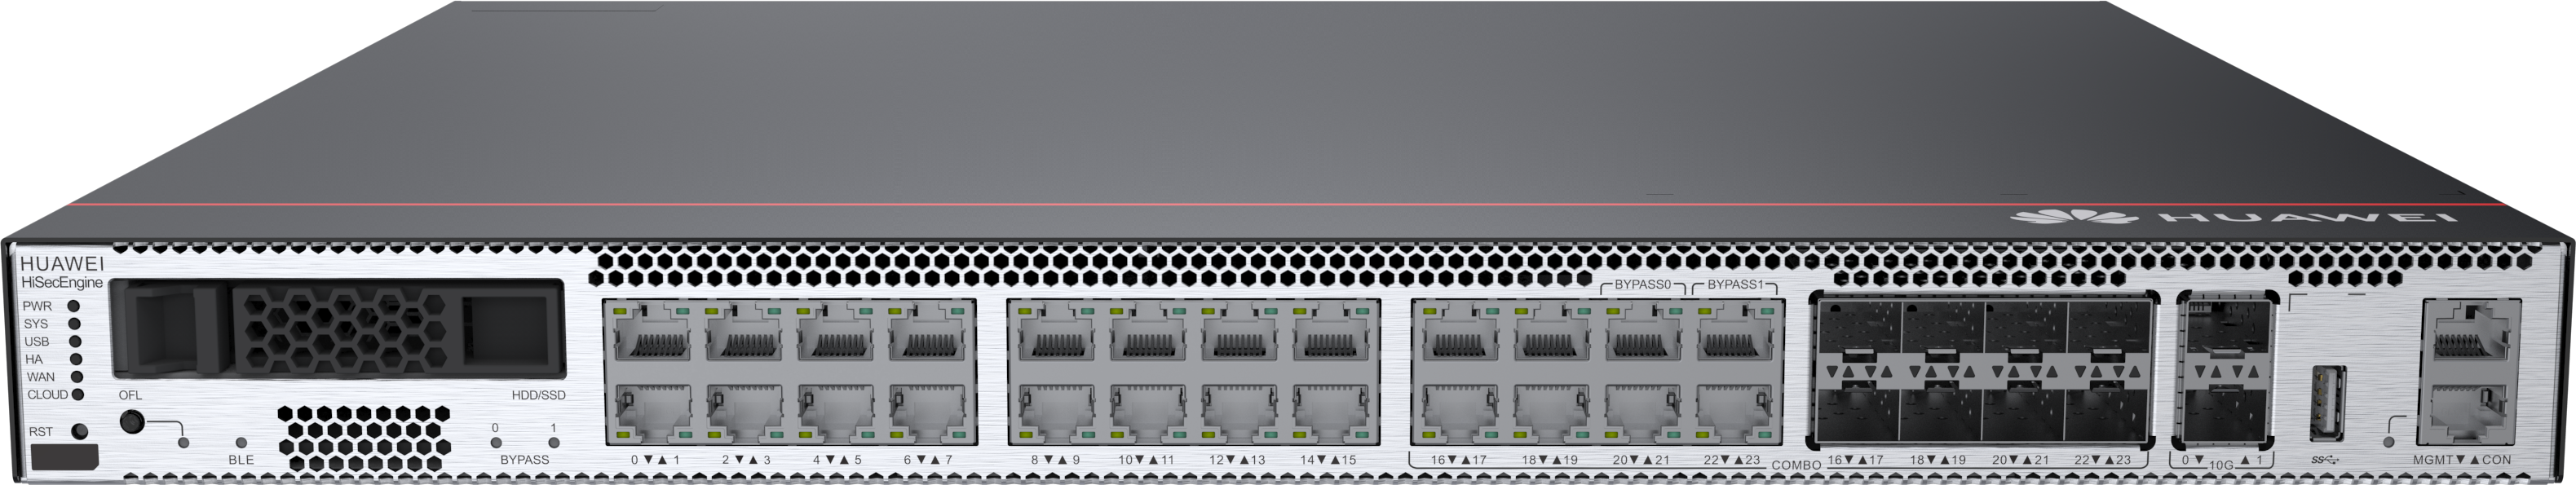 HUAWEI
HUAWEI
HiSecEngine
PWR
SYS
USB
HA
WAN
CLOUD
RST
OFL
BLE
HDD/SSD
0 1
BYPASS
BYPASS0 BYPASS1
0▼▲1 2▼▲3 4▼▲5 6▼▲7
8▼▲9 10▼▲11 12▼▲13 14▼▲15
16▼▲17 18▼▲19 20▼▲21 22▼▲23
COMBO
16▼▲17 18▼▲19 20▼▲21 22▼▲23
0▼ ▲1
10G
SS
MGMT▼▲CON